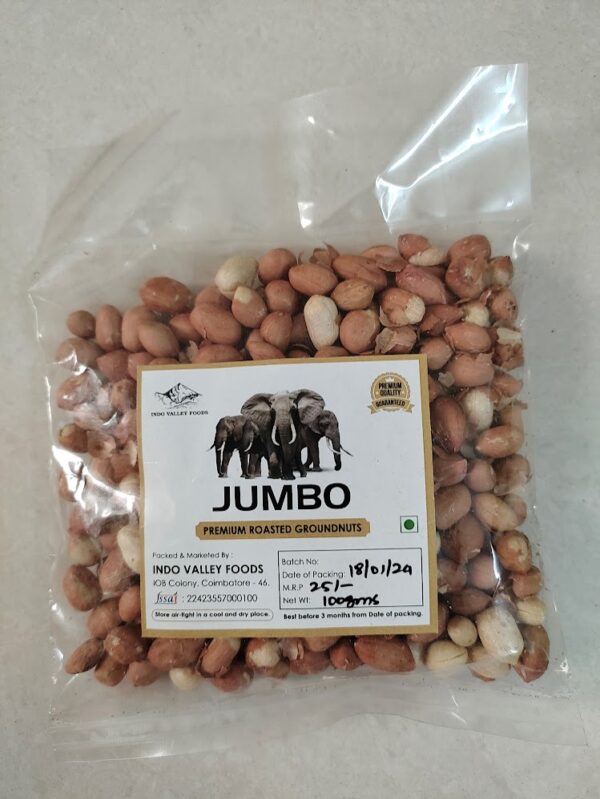 INDO VALLEY FOODS
PREMIUM
QUALITY
GUARANTEED
JUMBO
PREMIUM ROASTED GROUNDNUTS
Packed & Marketed By :
INDO VALLEY FOODS
IOB Colony, Coimbatore - 46.
fssai : 22423557000100
Store air-tight in a cool and dry place.
Batch No:
Date of Packing: 18/01/24
M.R.P 25/-
Net Wt: 100gms
Best before 3 months from Date of packing.